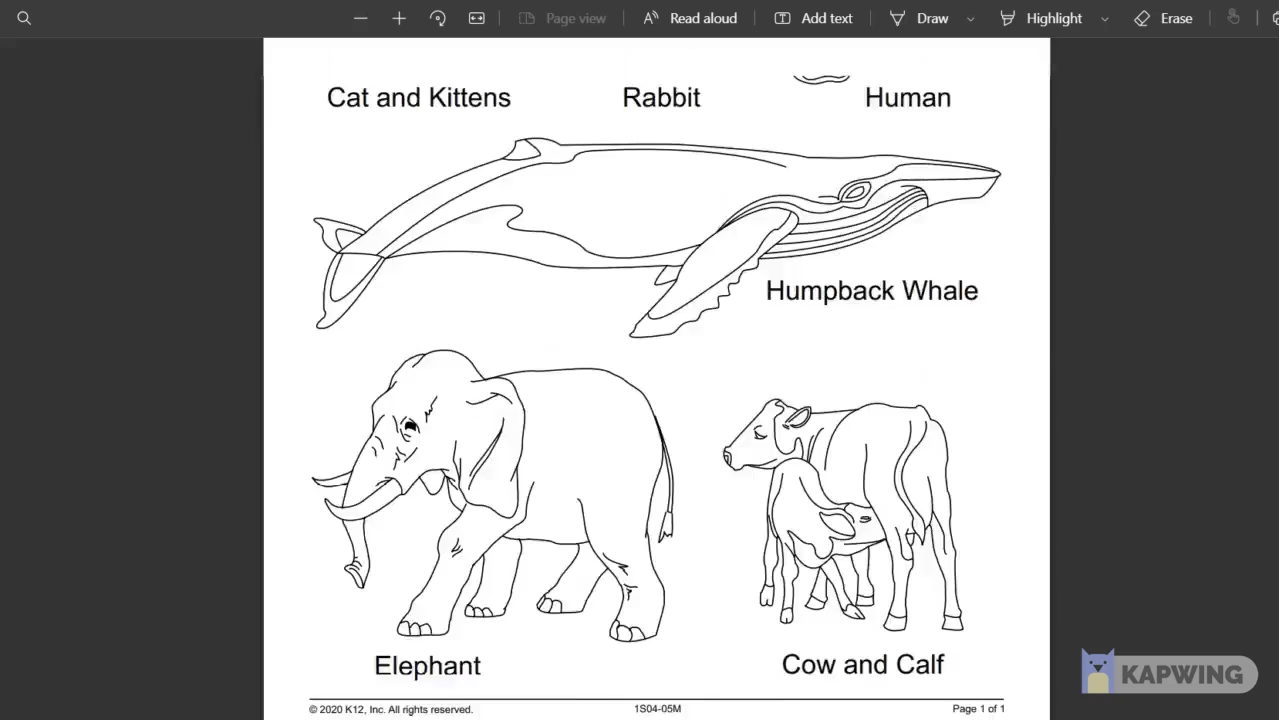 Page view Read aloud Add text Draw Highlight Erase
Cat and Kittens Rabbit Human
Humpback Whale
Elephant Cow and Calf
© 2020 K12, Inc. All rights reserved. 1S04-05M Page 1 of 1
KAPWING